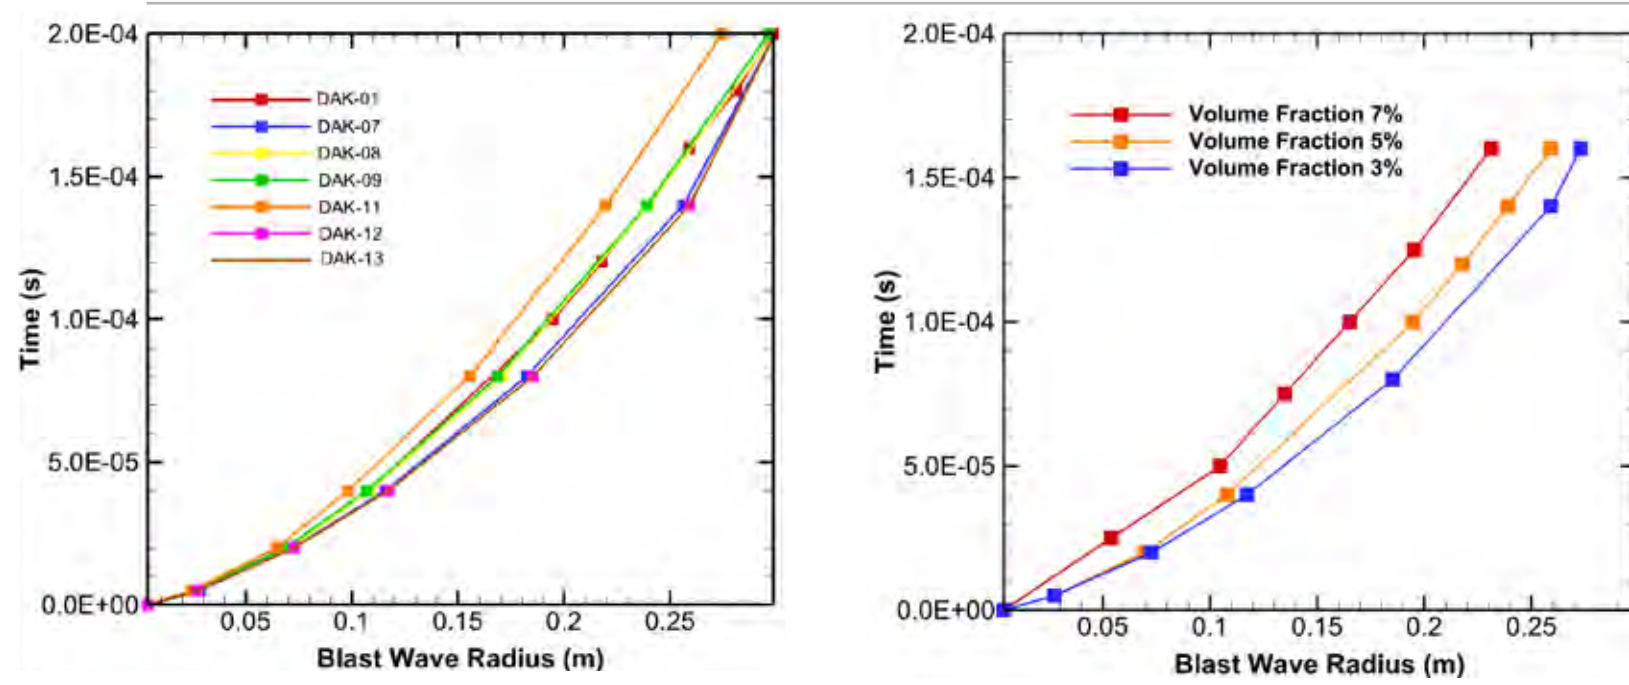 2.0E-04
DAK-01
DAK-07
DAK-08
DAK-09
DAK-11
DAK-12
DAK-13
1.5E-04
1.0E-04
5.0E-05
0.0E+00
Time (s)
0.05 0.1 0.15 0.2 0.25
Blast Wave Radius (m)
2.0E-04
Volume Fraction 7%
Volume Fraction 5%
Volume Fraction 3%
1.5E-04
1.0E-04
5.0E-05
0.0E+00
Time (s)
0.05 0.1 0.15 0.2 0.25
Blast Wave Radius (m)